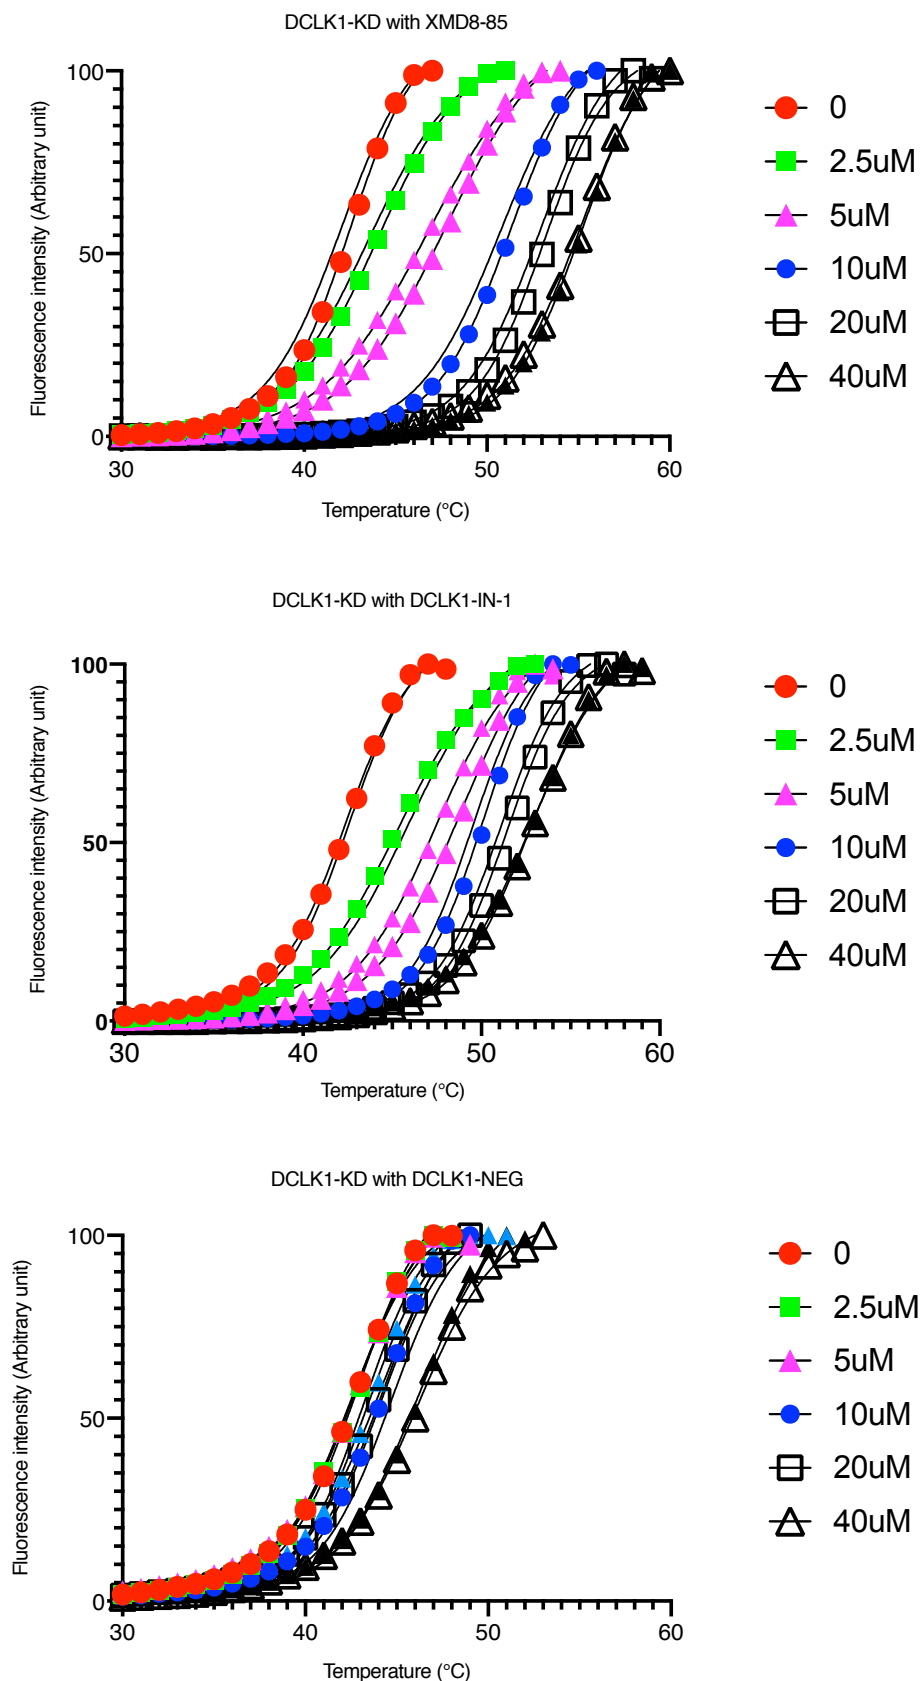 DCLK1-KD with XMD8-85
Fluorescence intensity (Arbitrary unit)
100
50
0
30 40 50 60
Temperature (°C)
0
2.5uM
5uM
10uM
20uM
40uM
DCLK1-KD with DCLK1-IN-1
Fluorescence intensity (Arbitrary unit)
100
50
0
30 40 50 60
Temperature (°C)
0
2.5uM
5uM
10uM
20uM
40uM
DCLK1-KD with DCLK1-NEG
Fluorescence intensity (Arbitrary unit)
100
50
0
30 40 50 60
Temperature (°C)
0
2.5uM
5uM
10uM
20uM
40uM